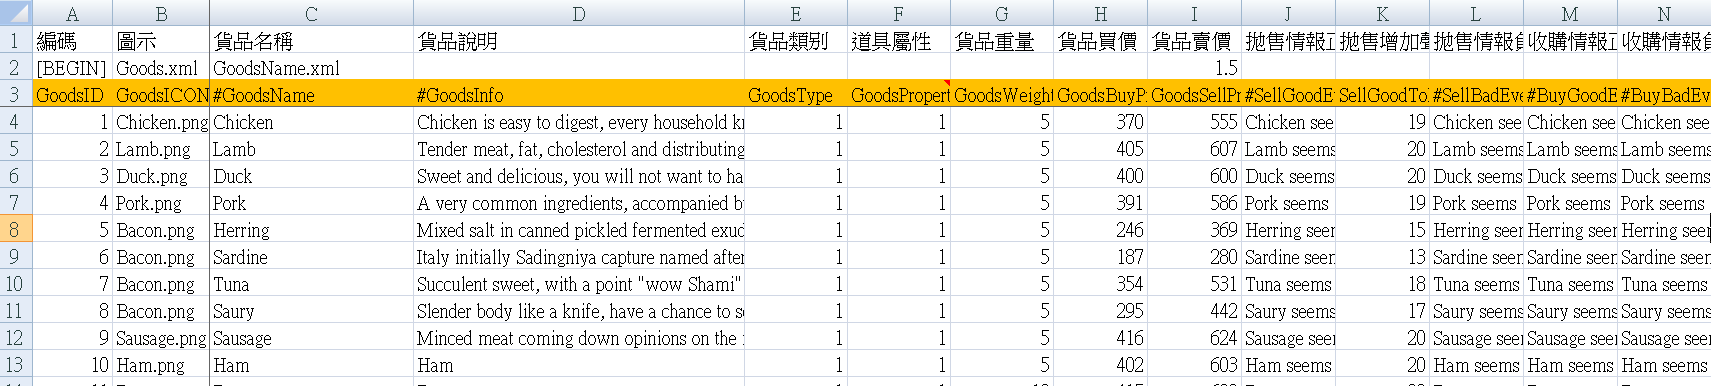 A B C D E F G H I J K L M N
1 編碼 圖示 貨品名稱 貨品說明 貨品類別 道具屬性 貨品重量 貨品買價 貨品賣價 拋售情報正 拋售增加聲 拋售情報負 收購情報正 收購情報負
2 [BEGIN] Goods.xml GoodsName.xml 1.5
3 GoodsID GoodsICON #GoodsName #GoodsInfo GoodsType GoodsPropert GoodsWeight GoodsBuyP GoodsSellPr #SellGoodE SellGoodTo #SellBadEve #BuyGoodE #BuyBadEv
4 1 Chicken.png Chicken Chicken is easy to digest, every household k 1 1 5 370 555 Chicken see 19 Chicken see Chicken see Chicken see
5 2 Lamb.png Lamb Tender meat, fat, cholesterol and distributing 1 1 5 405 607 Lamb seems 20 Lamb seems Lamb seems Lamb seems
6 3 Duck.png Duck Sweet and delicious, you will not want to ha 1 1 5 400 600 Duck seems 20 Duck seems Duck seems Duck seems
7 4 Pork.png Pork A very common ingredients, accompanied b 1 1 5 391 586 Pork seems 19 Pork seems Pork seems Pork seems
8 5 Bacon.png Herring Mixed salt in canned pickled fermented exud 1 1 5 246 369 Herring seer 15 Herring seer Herring seer Herring seer
9 6 Bacon.png Sardine Italy initially Sadingniya capture named after 1 1 5 187 280 Sardine seer 13 Sardine seer Sardine seem Sardine seem
10 7 Bacon.png Tuna Succulent sweet, with a point "wow Shami" 1 1 5 354 531 Tuna seems 18 Tuna seems Tuna seems Tuna seems
11 8 Bacon.png Saury Slender body like a knife, have a chance to s 1 1 5 295 442 Saury seems 17 Saury seems Saury seems Saury seems
12 9 Sausage.png Sausage Minced meat coming down opinions on the 1 1 5 416 624 Sausage see 20 Sausage see Sausage see Sausage see
13 10 Ham.png Ham Ham 1 1 5 402 603 Ham seems 20 Ham seems Ham seems Ham seems